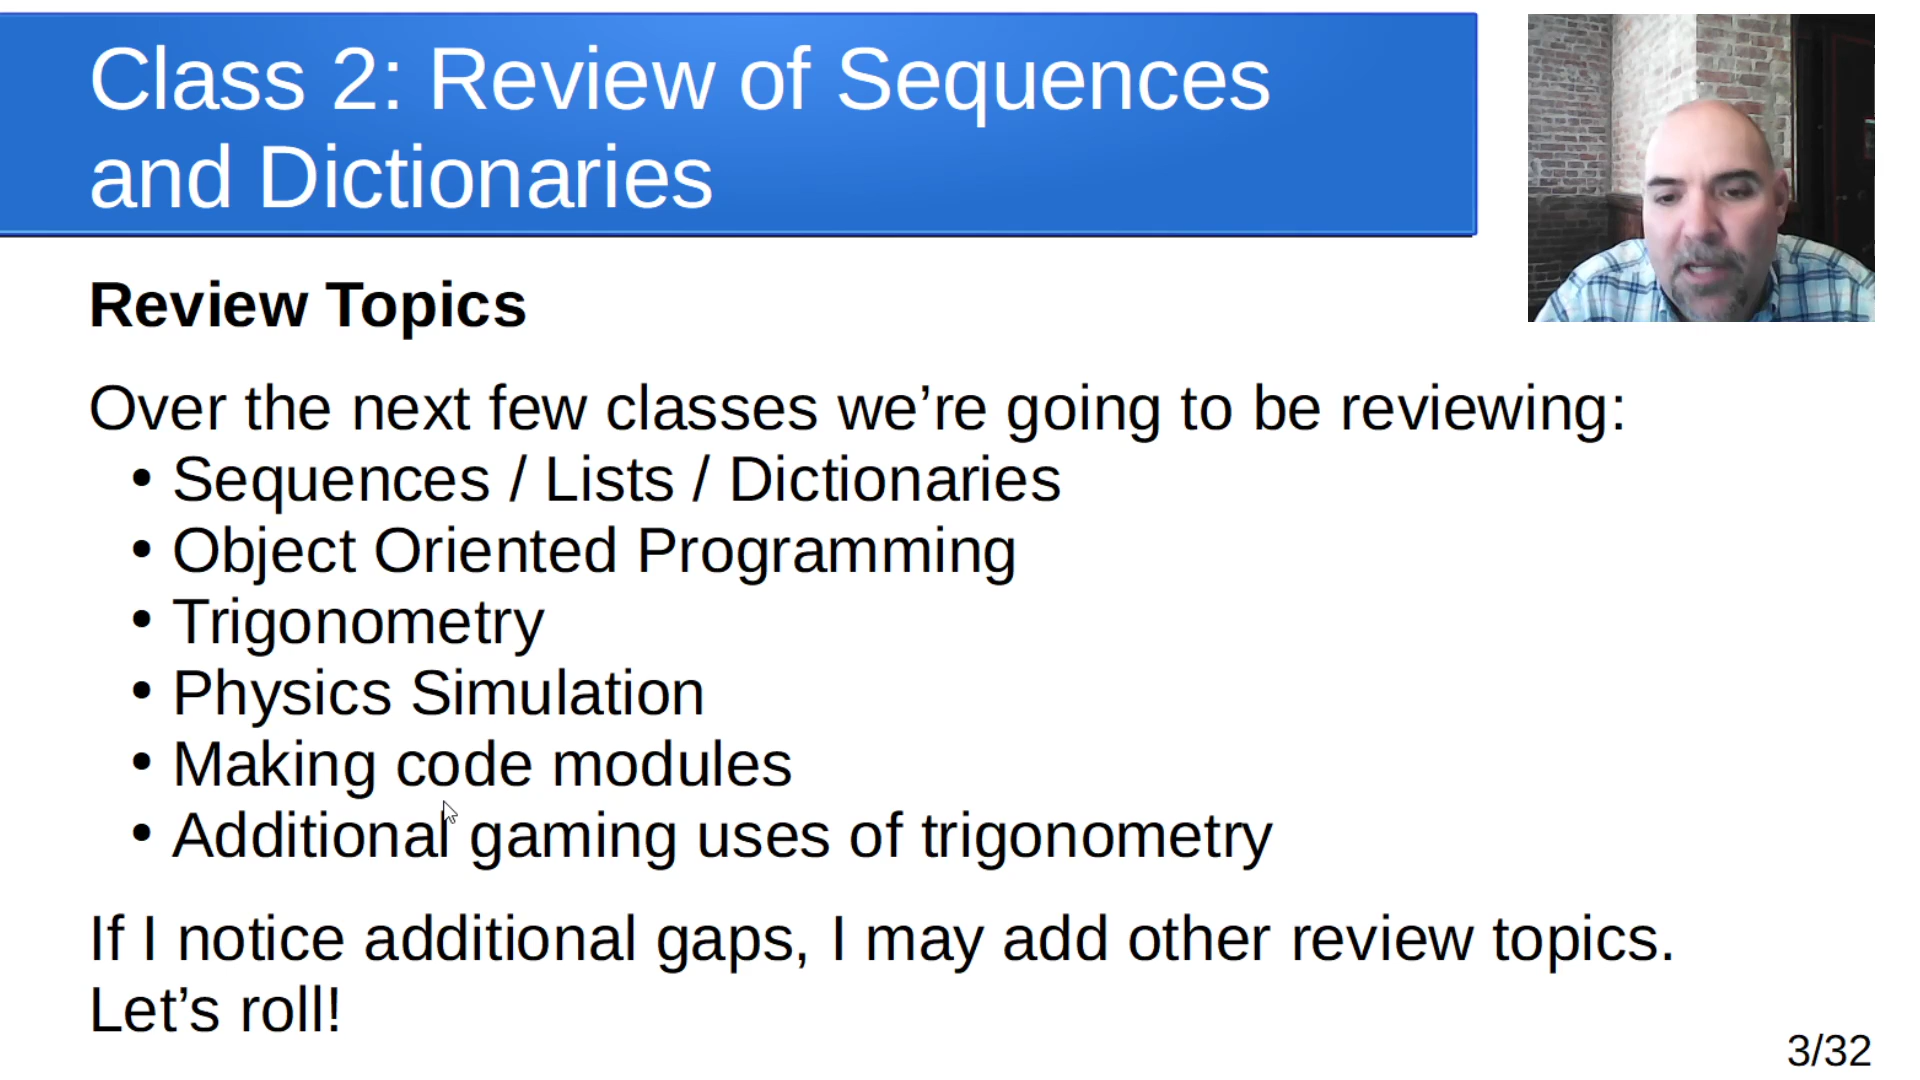 Class 2: Review of Sequences
and Dictionaries
Review Topics
Over the next few classes we’re going to be reviewing:
• Sequences / Lists / Dictionaries
• Object Oriented Programming
• Trigonometry
• Physics Simulation
• Making code modules
• Additional gaming uses of trigonometry
If I notice additional gaps, I may add other review topics.
Let’s roll!
3/32